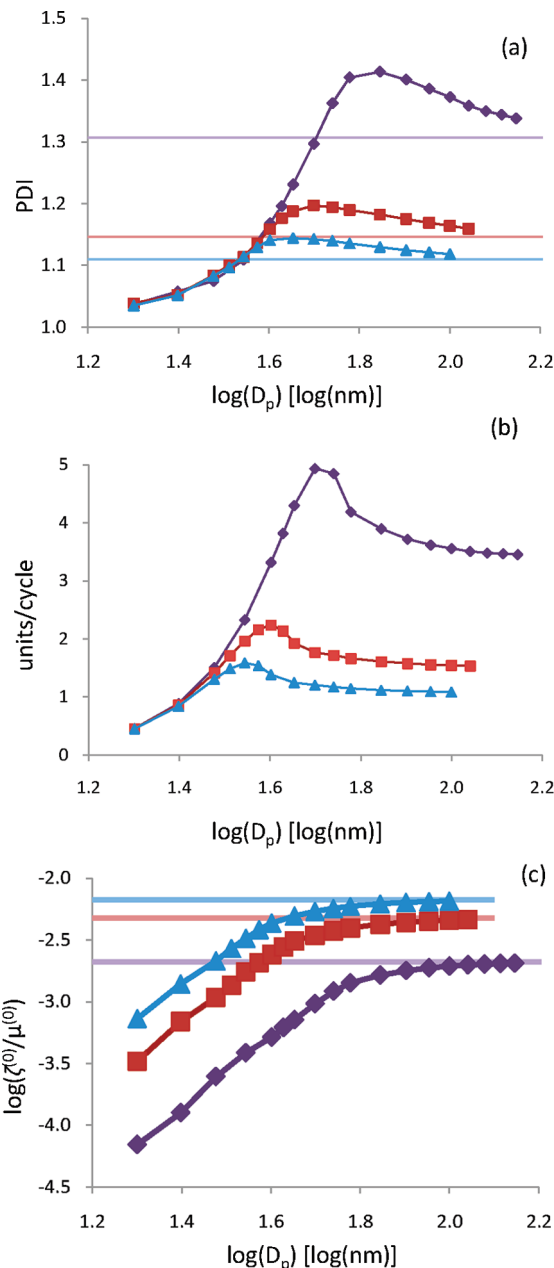 (a)
1.5
1.4
1.3
1.2
1.1
1.0
PDI
1.2 1.4 1.6 1.8 2.0 2.2
log(Dp) [log(nm)]
(b)
5
4
3
2
1
0
units/cycle
1.2 1.4 1.6 1.8 2.0 2.2
log(Dp) [log(nm)]
(c)
-2.0
-2.5
-3.0
-3.5
-4.0
-4.5
log(ζ(0)/μ(0))
1.2 1.4 1.6 1.8 2.0 2.2
log(Dp) [log(nm)]